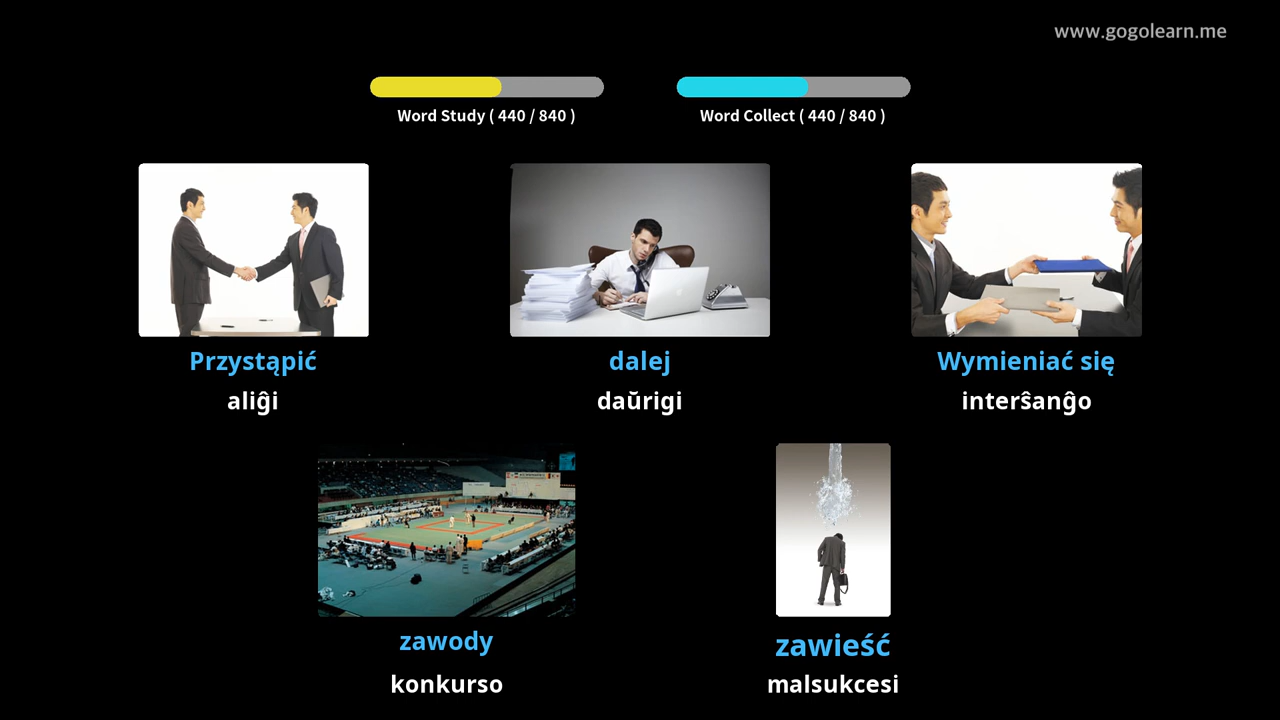 www.gogolearn.me
Word Study ( 440 / 840 )
Word Collect ( 440 / 840 )
Przystąpić
dalej
Wymieniać się
aliĝi
daŭrigi
interŝanĝo
zawody
zawieść
konkurso
malsukcesi